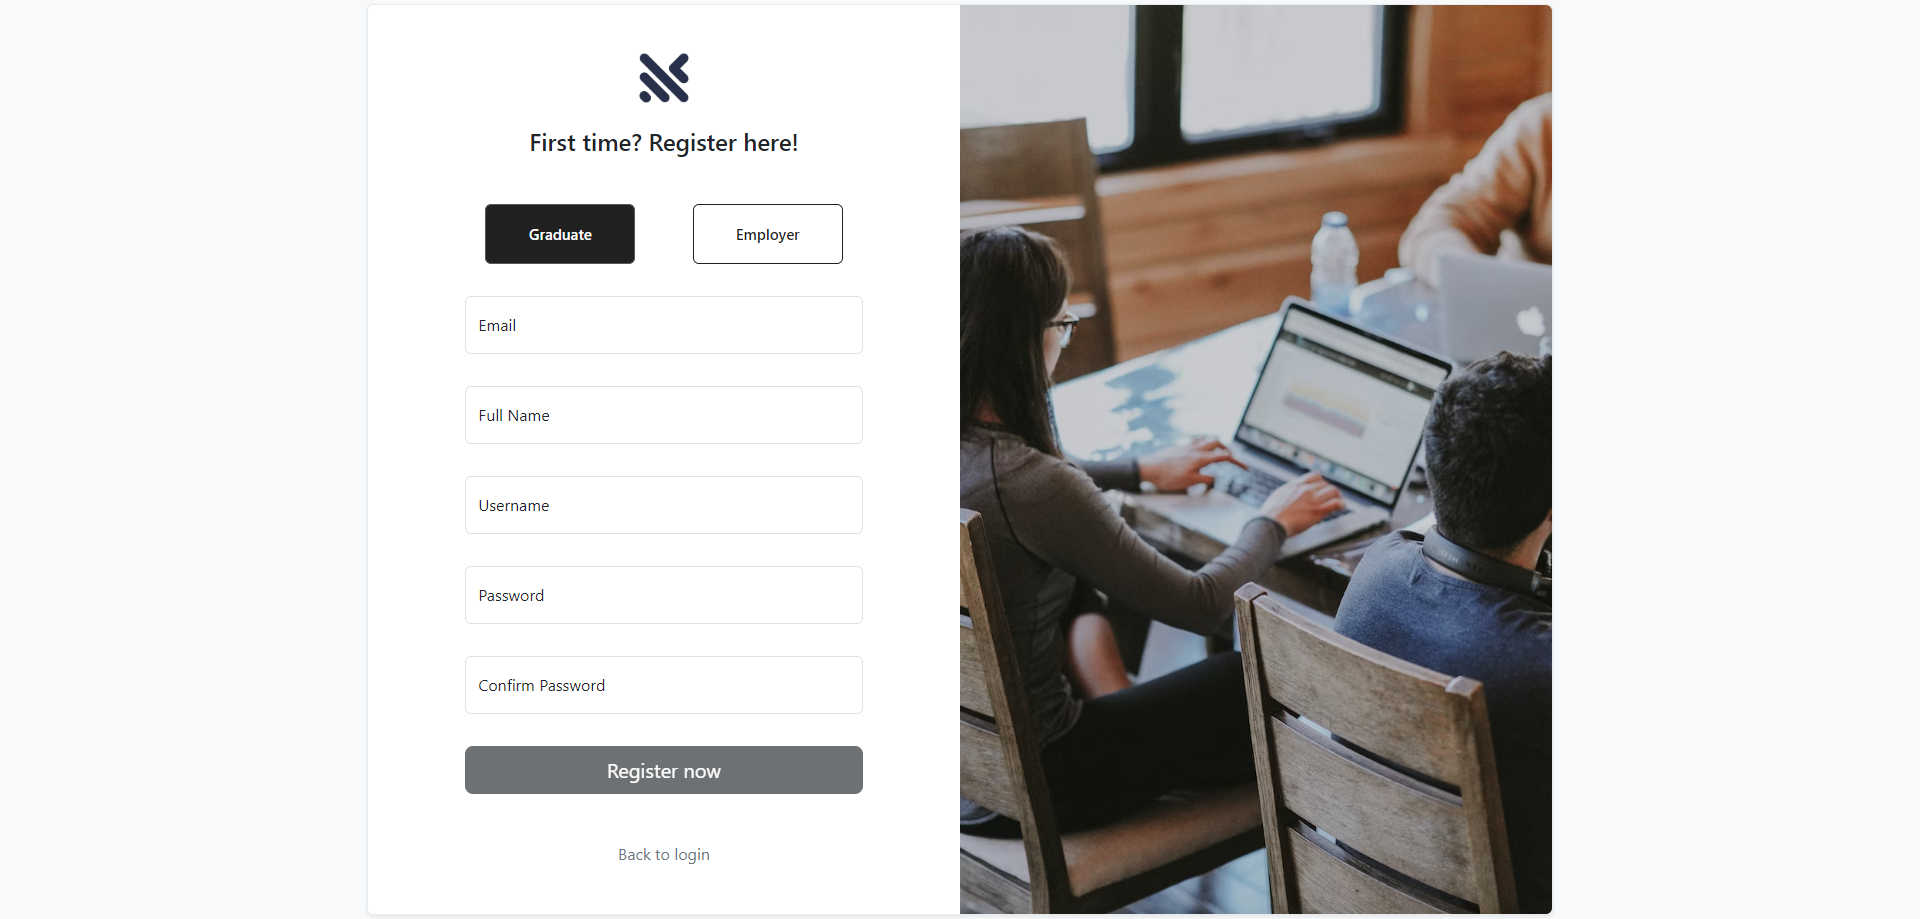 First time? Register here!
Graduate
Employer
Email
Full Name
Username
Password
Confirm Password
Register now
Back to login